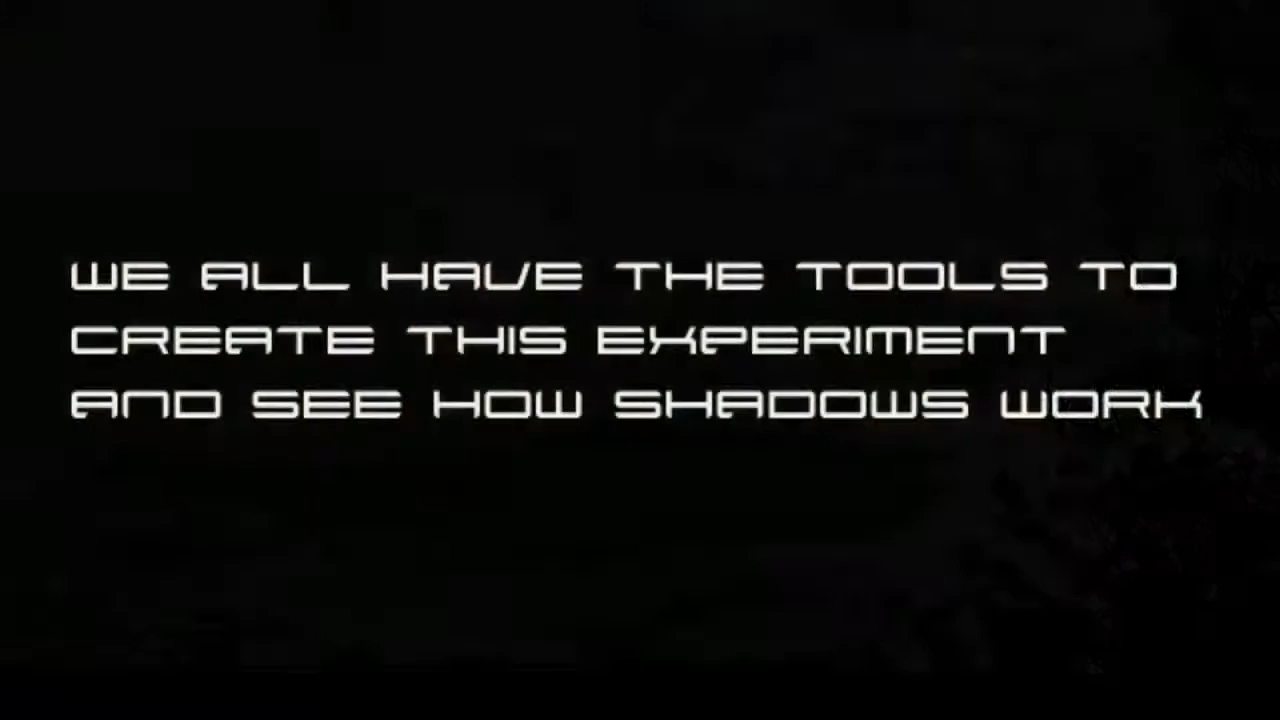 WE ALL HAVE THE TOOLS TO
CREATE THIS EXPERIMENT
AND SEE HOW SHADOWS WORK